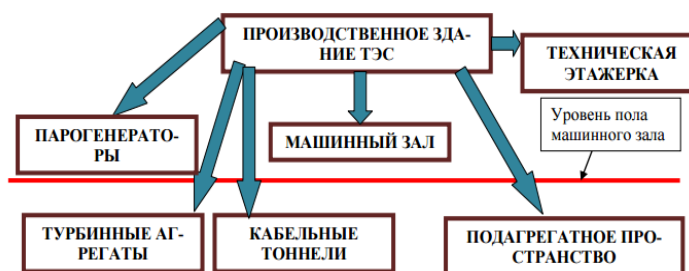 ПРОИЗВОДСТВЕННОЕ ЗДА-
НИЕ ТЭС
ТЕХНИЧЕСКАЯ
ЭТАЖЕРКА
ПАРОГЕНЕРАТО-
РЫ
МАШИННЫЙ ЗАЛ
Уровень пола
машинного зала
ТУРБИННЫЕ АГ-
РЕГАТЫ
КАБЕЛЬНЫЕ
ТОННЕЛИ
ПОДАГРЕГАТНОЕ ПРО-
СТРАНСТВО